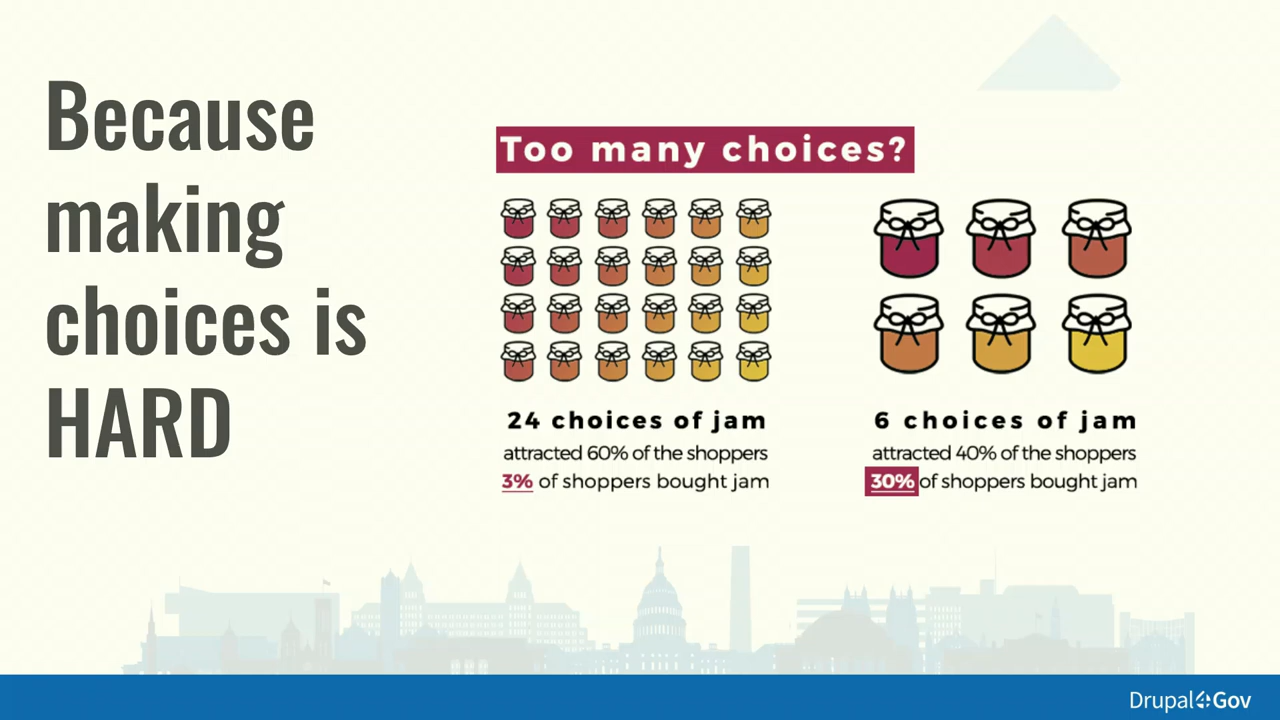 Because
making
choices is
HARD
Too many choices?
24 choices of jam
attracted 60% of the shoppers
3% of shoppers bought jam
6 choices of jam
attracted 40% of the shoppers
30% of shoppers bought jam
Drupal4Gov